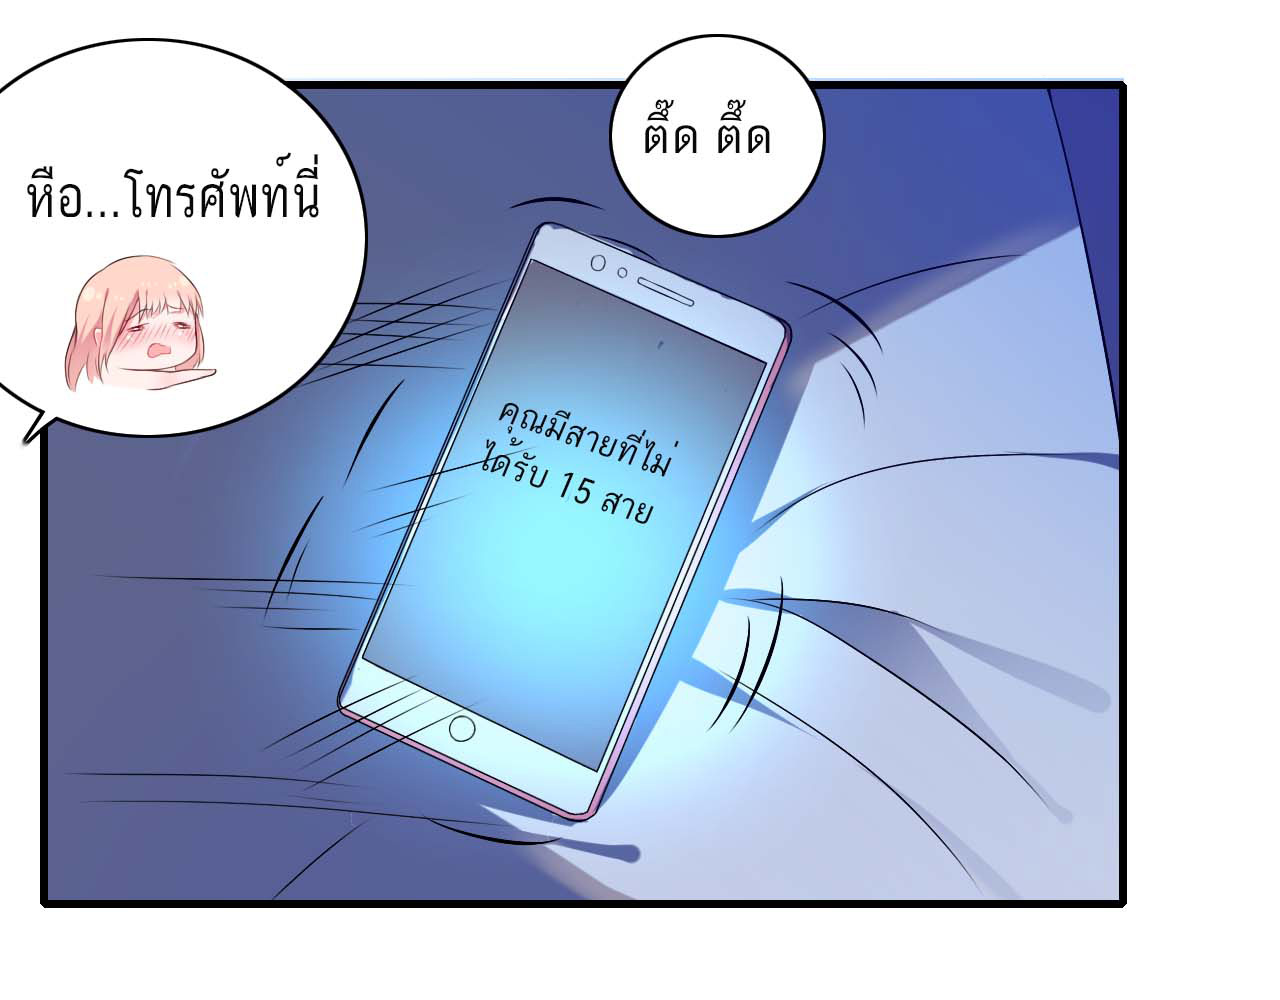 หือ...โทรศัพท์นี่
ตึ๊ด ตึ๊ด
คุณมีสายที่ไม่
ได้รับ 15 สาย